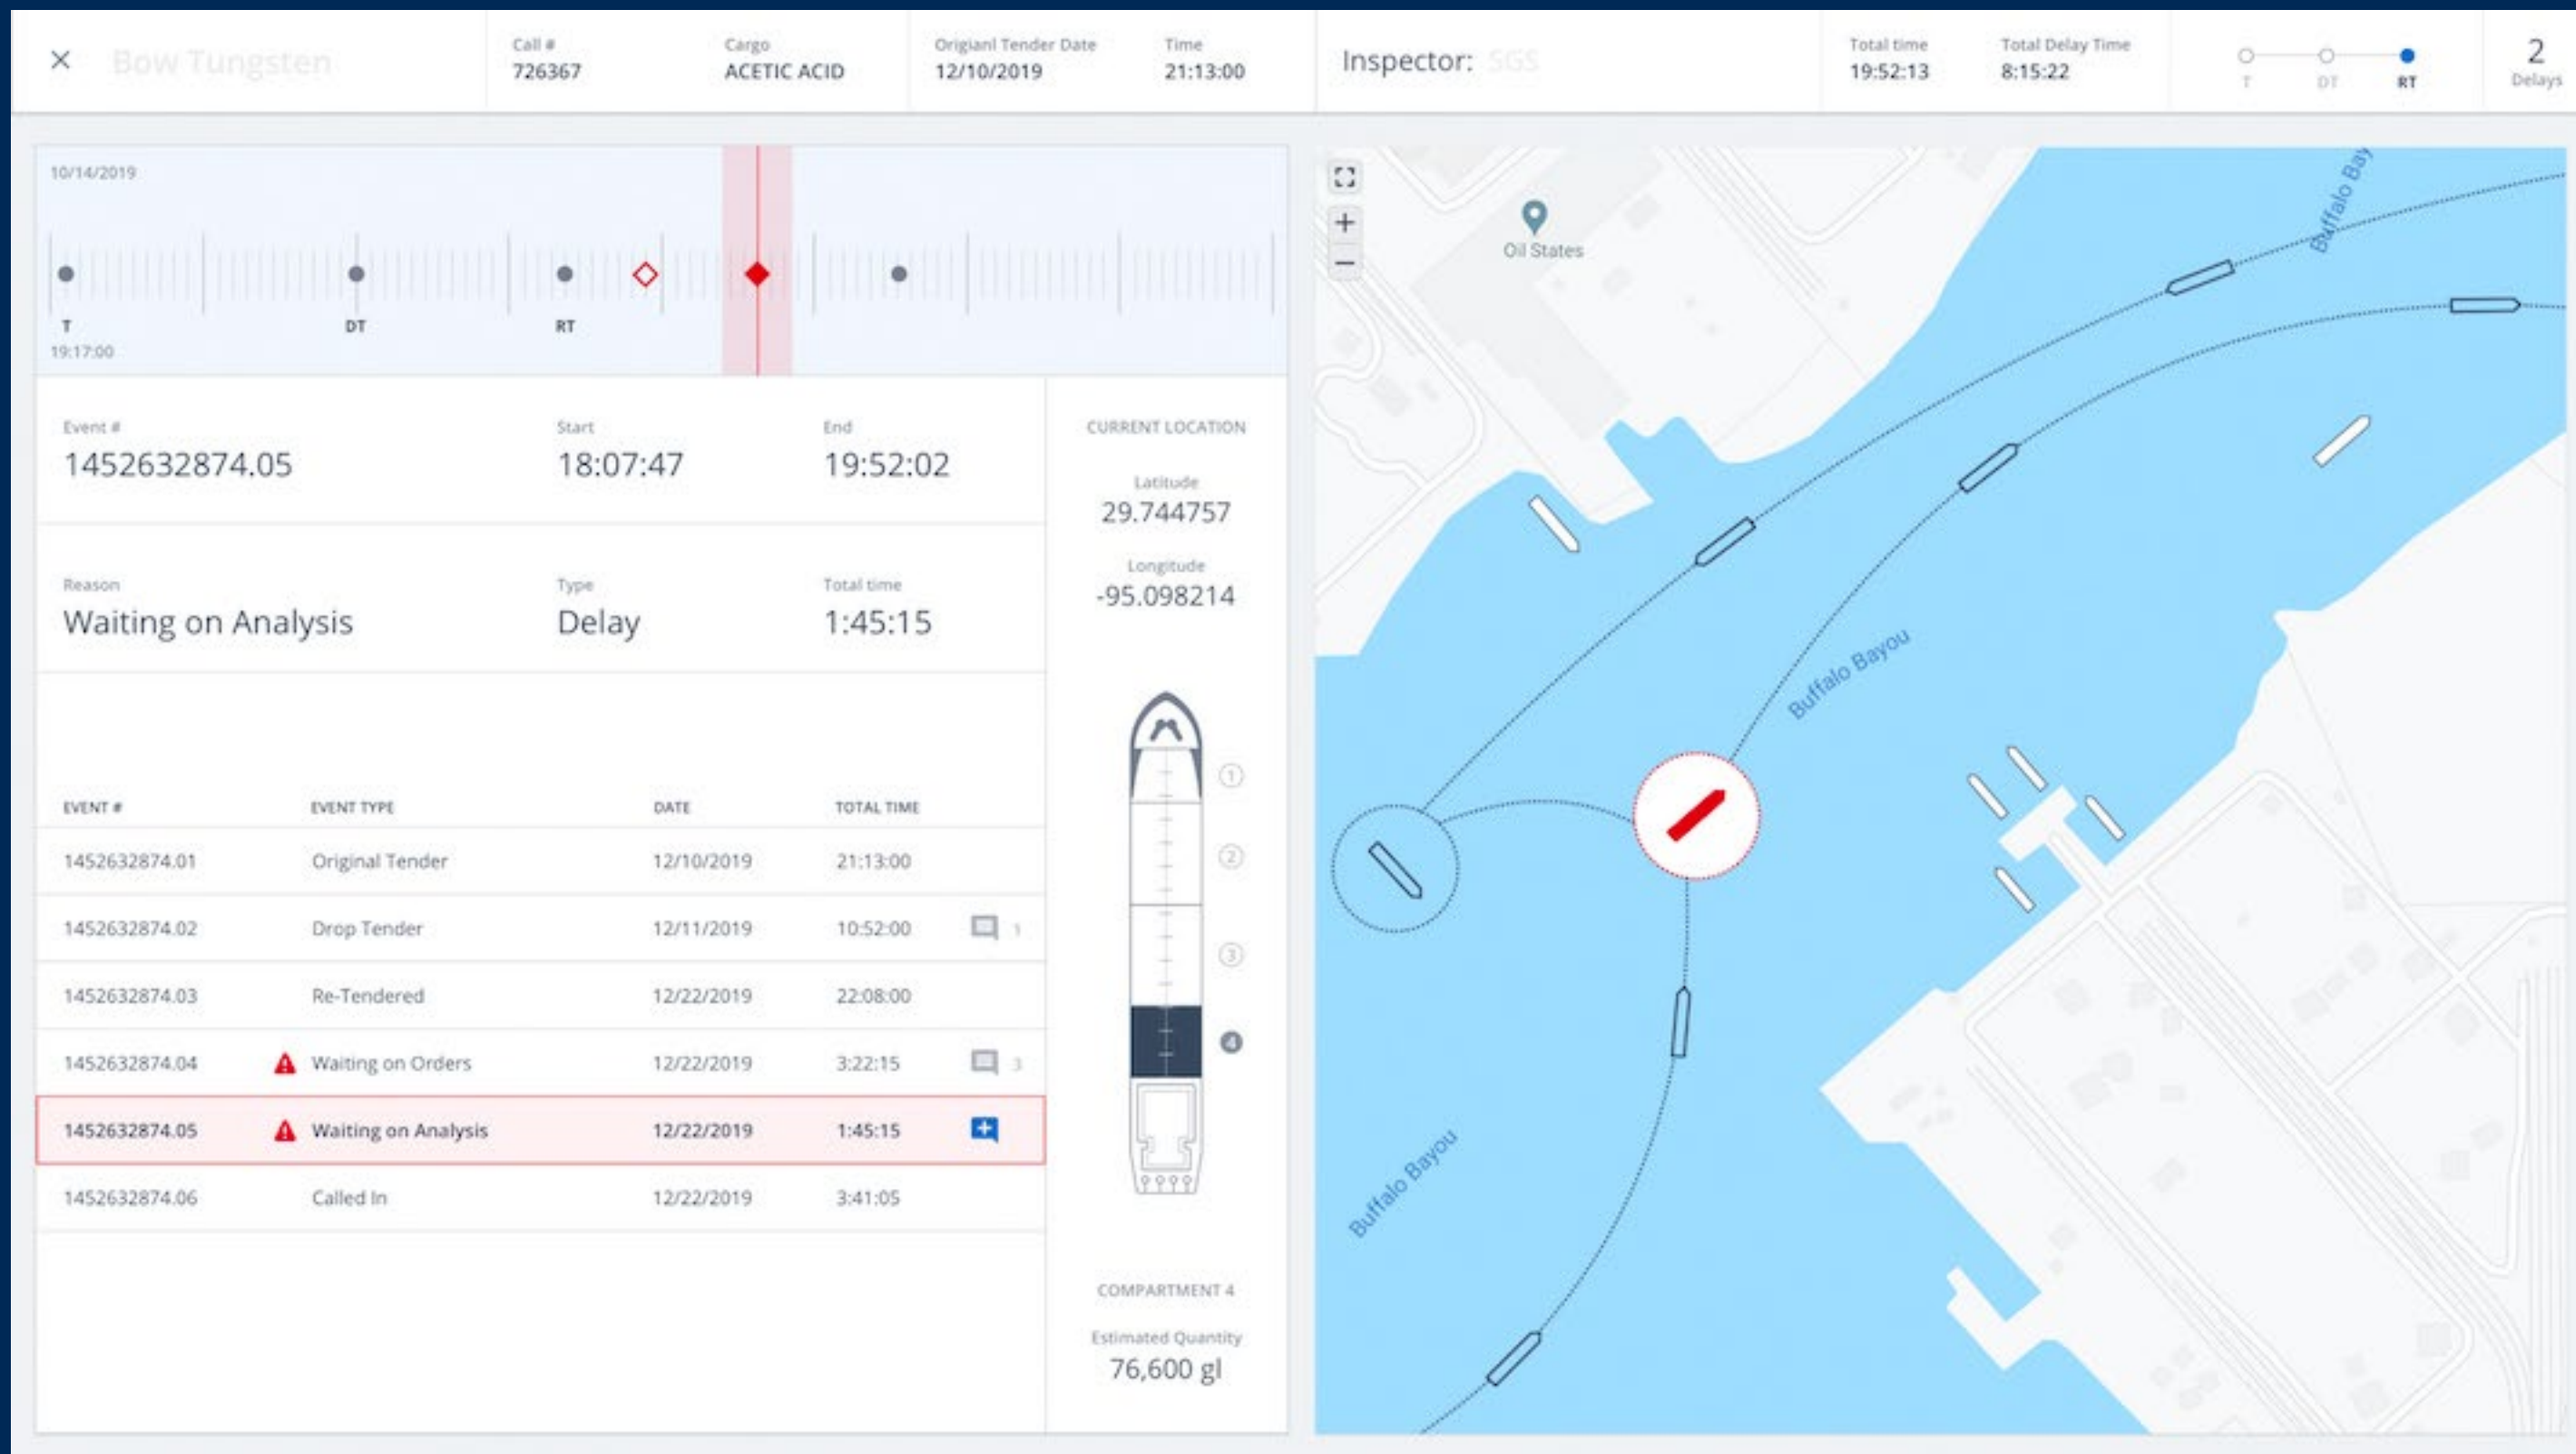 Bow Tungsten
Call #
726367
Cargo
ACETIC ACID
Origianl Tender Date
12/10/2019
Time
21:13:00
Inspector: SGS
Total time
19:52:13
Total Delay Time
8:15:22
T
DT
RT
2
Delays
10/14/2019
T
DT
RT
19:17:00
Event #
1452632874.05
Start
18:07:47
End
19:52:02
Reason
Waiting on Analysis
Type
Delay
Total time
1:45:15
EVENT # EVENT TYPE DATE TOTAL TIME
1452632874.01 Original Tender 12/10/2019 21:13:00
1452632874.02 Drop Tender 12/11/2019 10:52:00 1
1452632874.03 Re-Tendered 12/22/2019 22:08:00
1452632874.04 Waiting on Orders 12/22/2019 3:22:15 3
1452632874.05 Waiting on Analysis 12/22/2019 1:45:15
1452632874.06 Called In 12/22/2019 3:41:05
CURRENT LOCATION
Latitude
29.744757
Longitude
-95.098214
1
2
3
4
COMPARTMENT 4
Estimated Quantity
76,600 gl
Oil States
Buffalo Bay
Buffalo Bayou
Buffalo Bayou